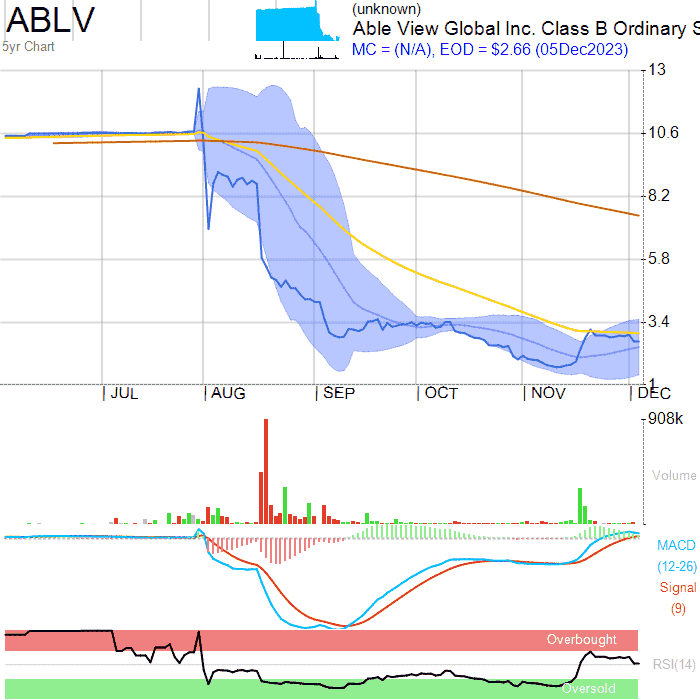 ABLV
5yr Chart
(unknown)
Able View Global Inc. Class B Ordinary S
MC = (N/A), EOD = $2.66 (05Dec2023)
13
10.6
8.2
5.8
3.4
1
JUL AUG SEP OCT NOV DEC
908k
Volume
MACD
(12-26)
Signal
(9)
Overbought
RSI(14)
Oversold